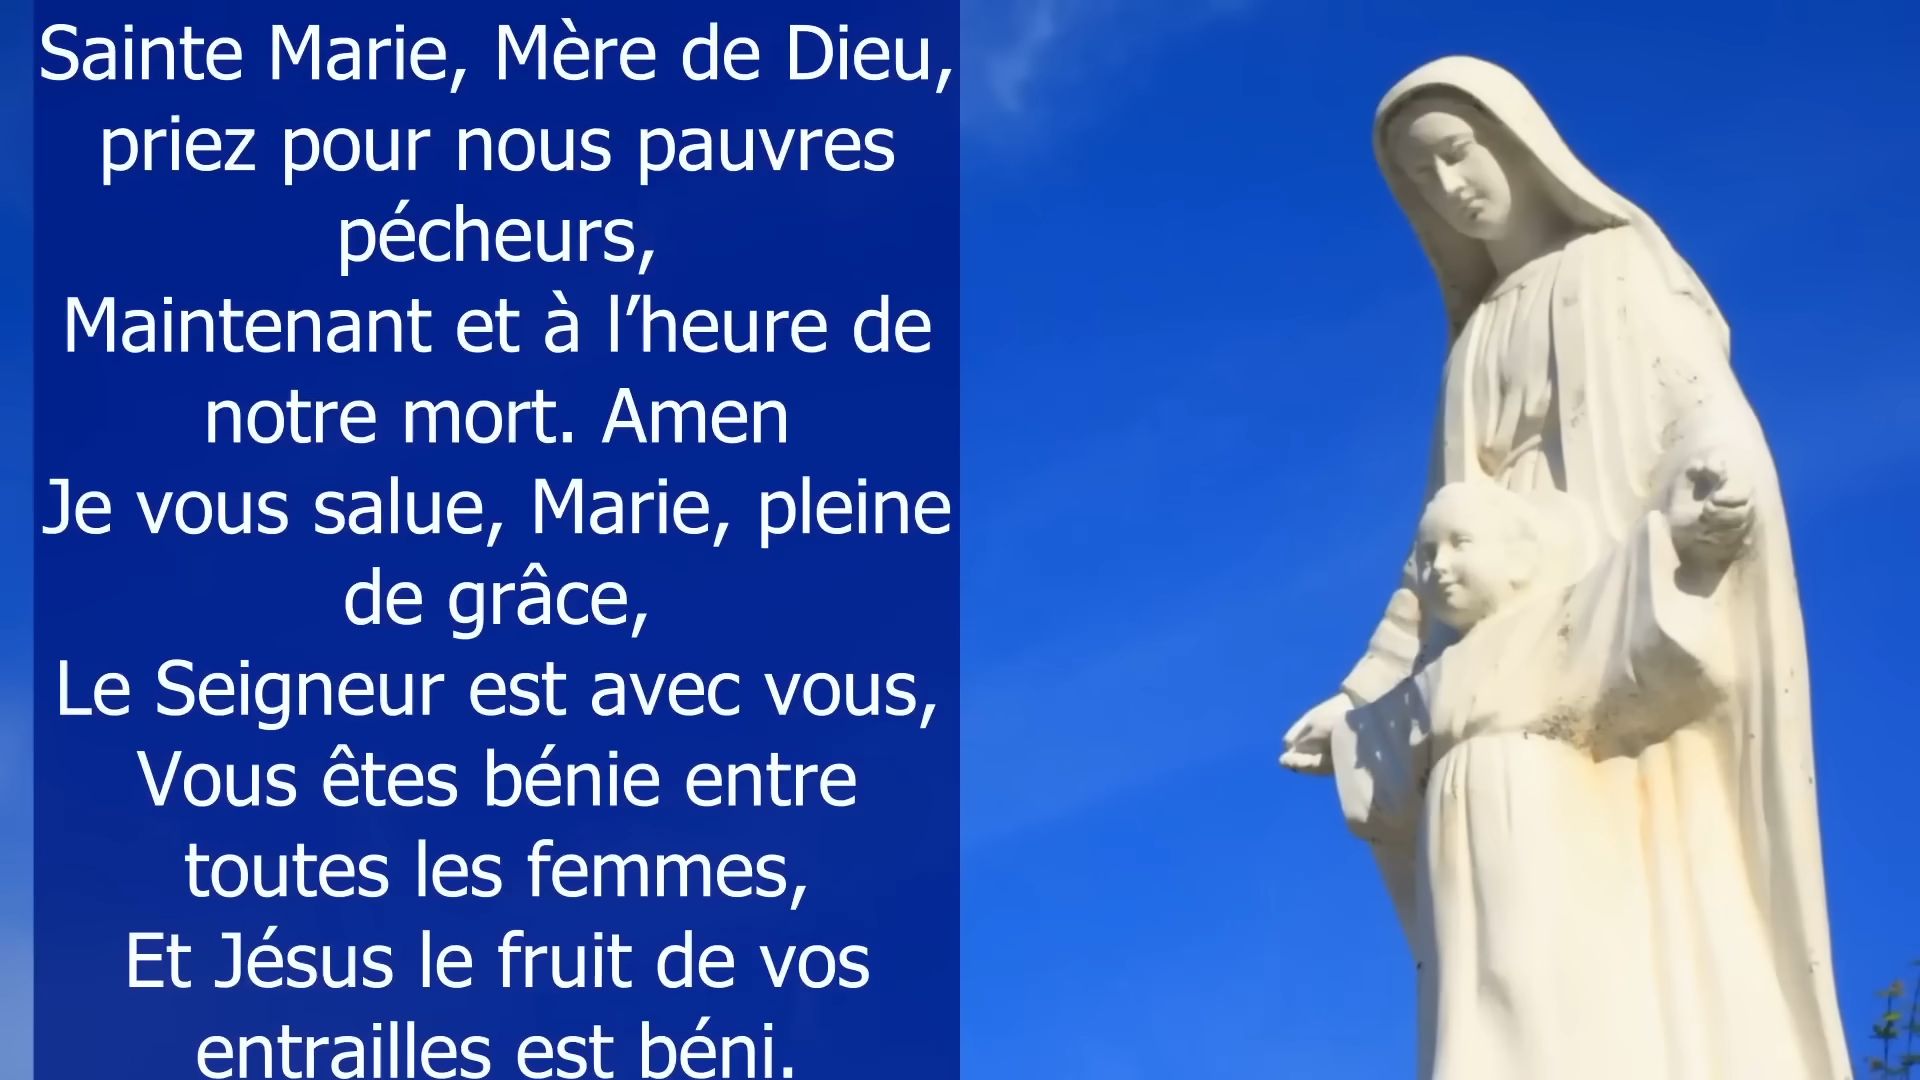 Sainte Marie, Mère de Dieu,
priez pour nous pauvres
pécheurs,
Maintenant et à l’heure de
notre mort. Amen
Je vous salue, Marie, pleine
de grâce,
Le Seigneur est avec vous,
Vous êtes bénie entre
toutes les femmes,
Et Jésus le fruit de vos
entrailles est béni.